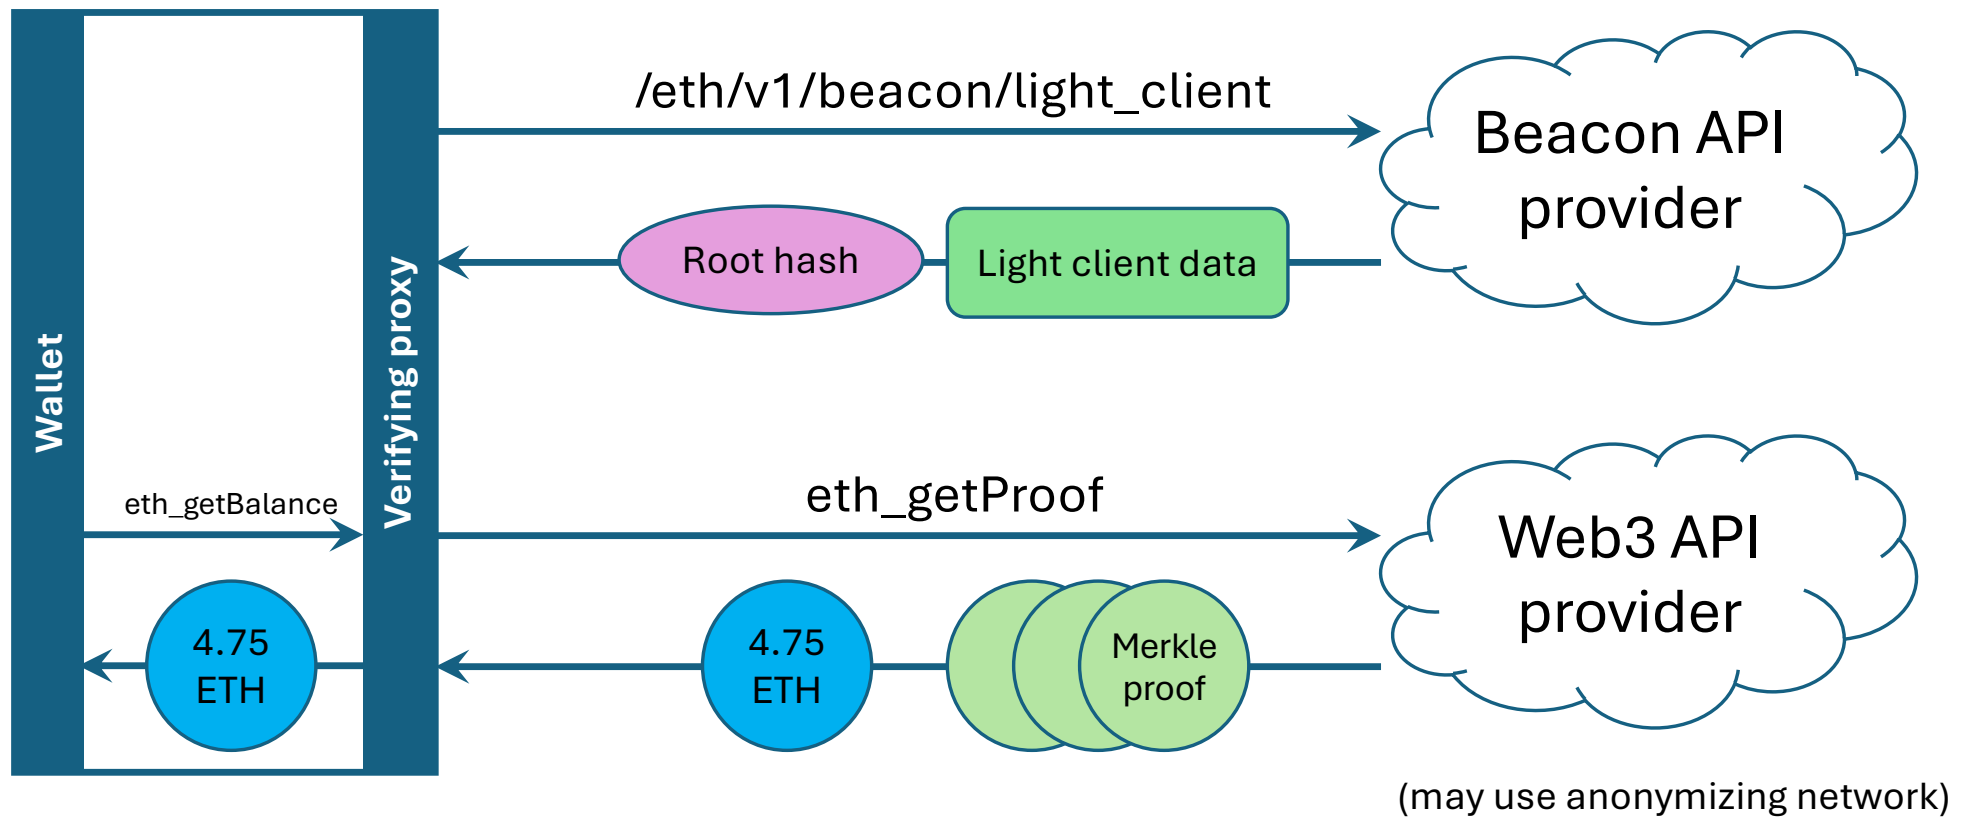 Wallet
Verifying proxy
/eth/v1/beacon/light_client
Beacon API
provider
Root hash
Light client data
eth_getBalance
eth_getProof
Web3 API
provider
4.75
ETH
4.75
ETH
Merkle
proof
(may use anonymizing network)